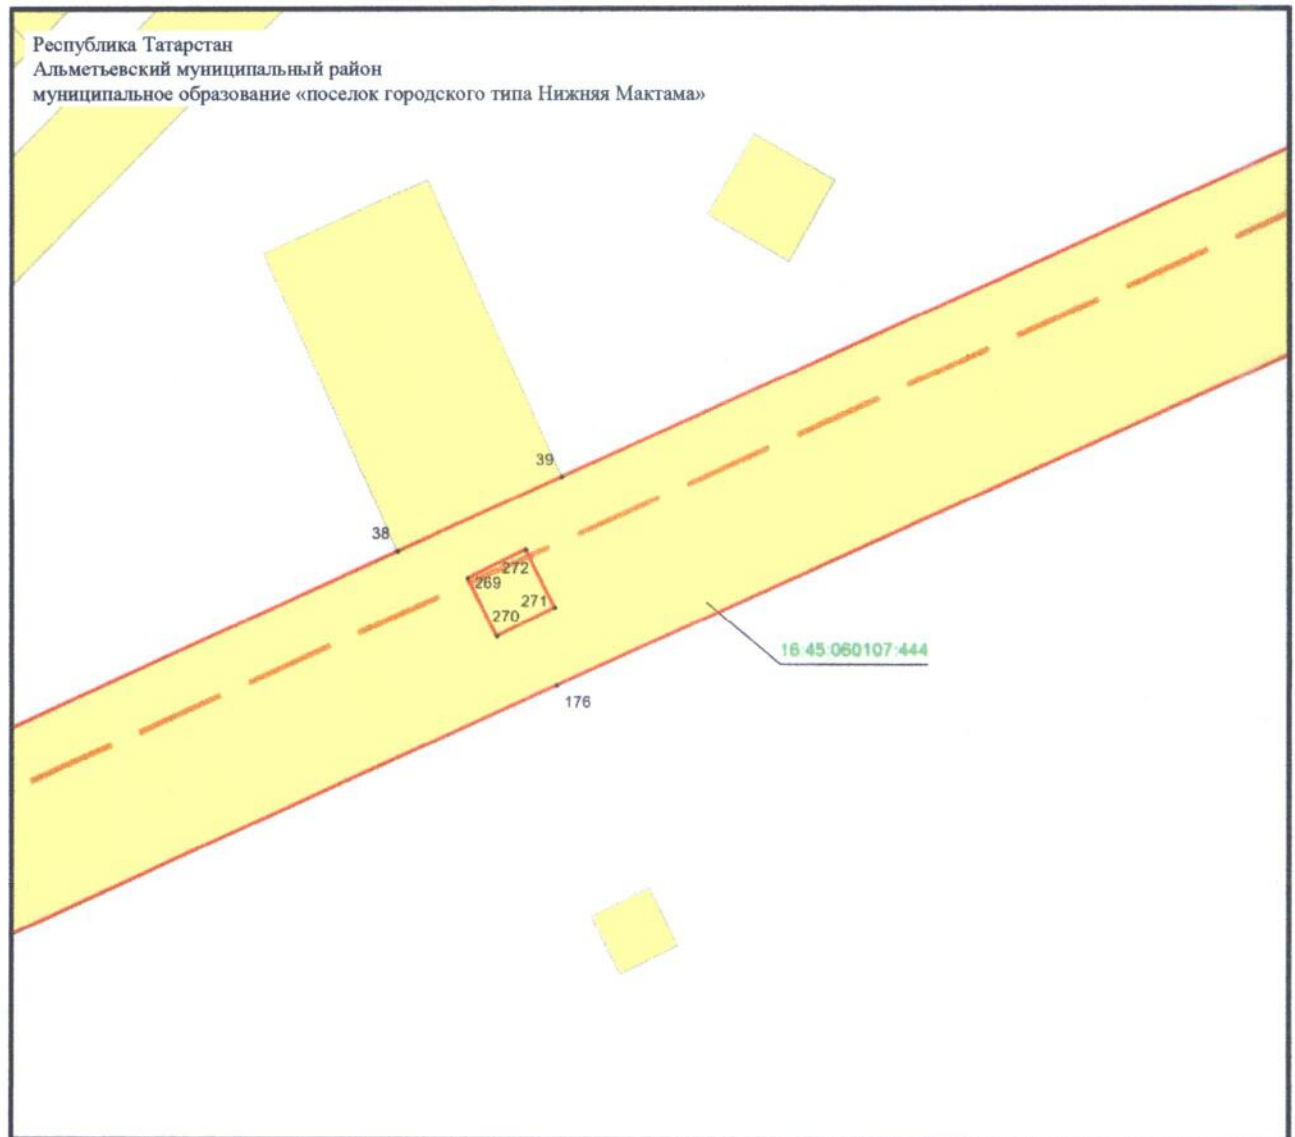 Республика Татарстан
Альметьевский муниципальный район
муниципальное образование «поселок городского типа Нижняя Мактама»
39
38
272
269
271
270
16 45:060107:444
176